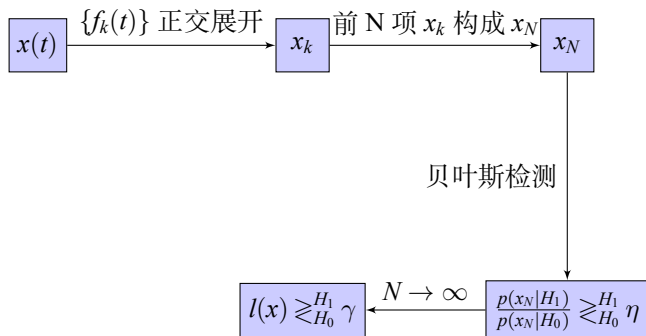 {f_k(t)} 正交展开
前 N 项 x_k 构成 x_N
x(t)
x_k
x_N
贝叶斯检测
l(x) ≷^{H_1}_{H_0} γ
N → ∞
\frac{p(x_N|H_1)}{p(x_N|H_0)} ≷^{H_1}_{H_0} η